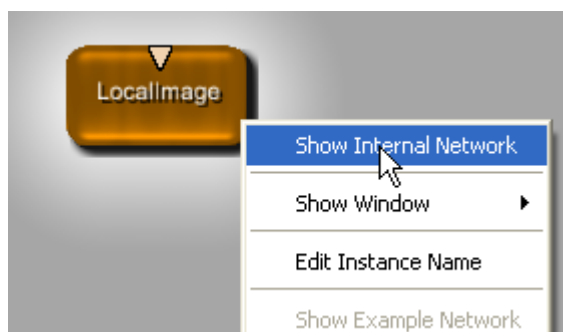 LocalImage
Show Internal Network
Show Window
Edit Instance Name
Show Example Network